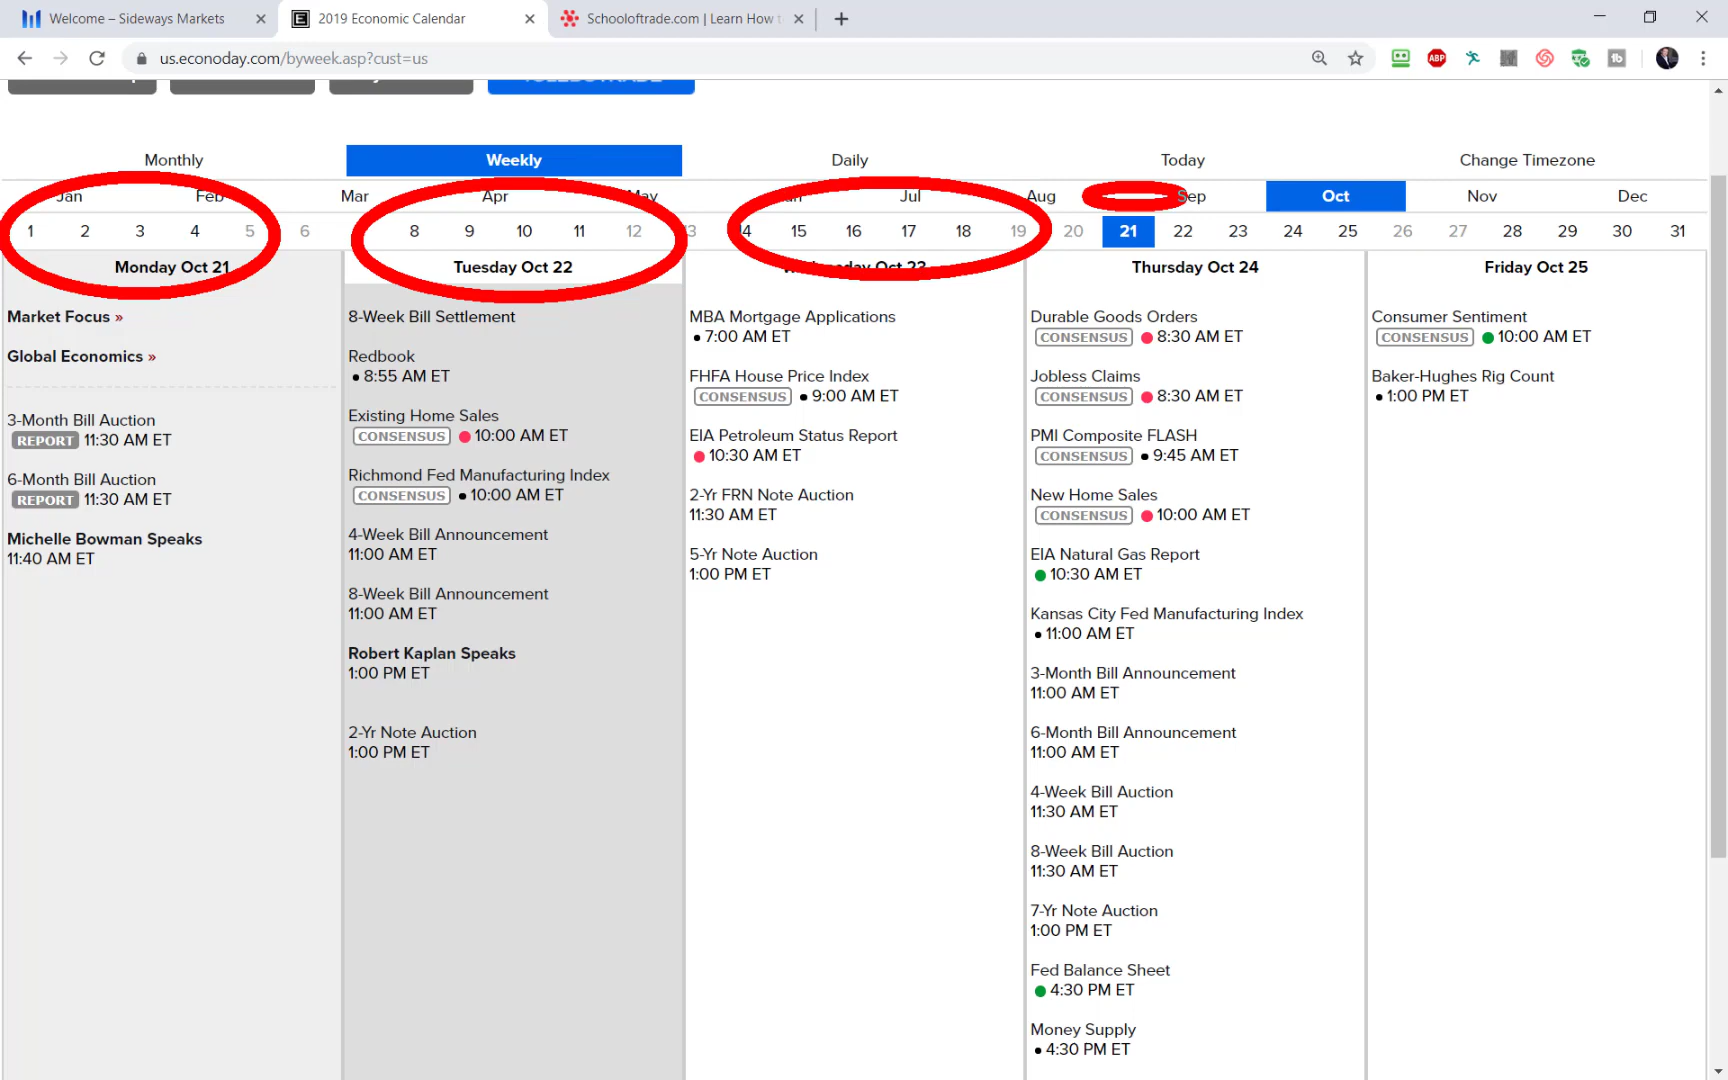 Welcome – Sideways Markets
2019 Economic Calendar
Schooloftrade.com | Learn How t
us.econoday.com/byweek.asp?cust=us
ABP
Monthly Weekly Daily Today Change Timezone
Jan Feb Mar Apr May Jul Aug Sep Oct Nov Dec
1 2 3 4 5 6 8 9 10 11 12 13 14 15 16 17 18 19 20 21 22 23 24 25 26 27 28 29 30 31
Monday Oct 21
Market Focus »
Global Economics »
3-Month Bill Auction
REPORT 11:30 AM ET
6-Month Bill Auction
REPORT 11:30 AM ET
Michelle Bowman Speaks
11:40 AM ET
Tuesday Oct 22
8-Week Bill Settlement
Redbook
• 8:55 AM ET
Existing Home Sales
CONSENSUS 10:00 AM ET
Richmond Fed Manufacturing Index
CONSENSUS • 10:00 AM ET
4-Week Bill Announcement
11:00 AM ET
8-Week Bill Announcement
11:00 AM ET
Robert Kaplan Speaks
1:00 PM ET
2-Yr Note Auction
1:00 PM ET
Wednesday Oct 23
MBA Mortgage Applications
• 7:00 AM ET
FHFA House Price Index
CONSENSUS • 9:00 AM ET
EIA Petroleum Status Report
10:30 AM ET
2-Yr FRN Note Auction
11:30 AM ET
5-Yr Note Auction
1:00 PM ET
Thursday Oct 24
Durable Goods Orders
CONSENSUS 8:30 AM ET
Jobless Claims
CONSENSUS 8:30 AM ET
PMI Composite FLASH
CONSENSUS • 9:45 AM ET
New Home Sales
CONSENSUS 10:00 AM ET
EIA Natural Gas Report
10:30 AM ET
Kansas City Fed Manufacturing Index
• 11:00 AM ET
3-Month Bill Announcement
11:00 AM ET
6-Month Bill Announcement
11:00 AM ET
4-Week Bill Auction
11:30 AM ET
8-Week Bill Auction
11:30 AM ET
7-Yr Note Auction
1:00 PM ET
Fed Balance Sheet
4:30 PM ET
Money Supply
• 4:30 PM ET
Friday Oct 25
Consumer Sentiment
CONSENSUS 10:00 AM ET
Baker-Hughes Rig Count
• 1:00 PM ET